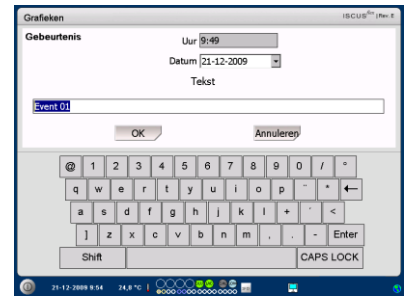 Grafieken
ISCUS
Gebeurtenis
Uur 9:49
Datum 21-12-2009
Tekst
Event 01
OK Annuleren
@ 1 2 3 4 5 6 7 8 9 0 / °
q w e r t y u i o p ¨ * ←
a s d f g h j k l + ´ <
] z x c v b n m , . - Enter
Shift CAPS LOCK
21-12-2009 9:54 24,8 °C